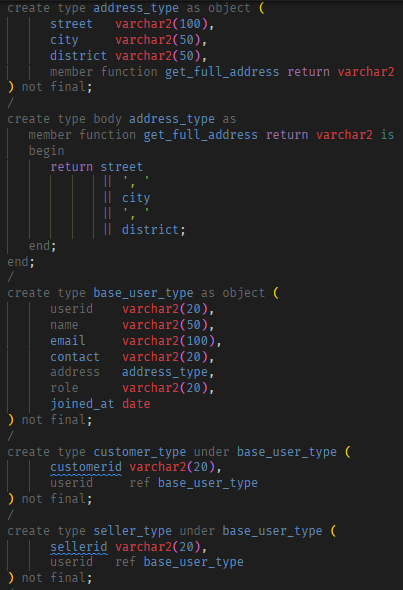 create type address_type as object (
street varchar2(100),
city varchar2(50),
district varchar2(50),
member function get_full_address return varchar2
) not final;
/
create type body address_type as
member function get_full_address return varchar2 is
begin
return street
|| ', '
|| city
|| ', '
|| district;
end;
end;
/
create type base_user_type as object (
userid varchar2(20),
name varchar2(50),
email varchar2(100),
contact varchar2(20),
address address_type,
role varchar2(20),
joined_at date
) not final;
/
create type customer_type under base_user_type (
customerid varchar2(20),
userid ref base_user_type
) not final;
/
create type seller_type under base_user_type (
sellerid varchar2(20),
userid ref base_user_type
) not final;
/